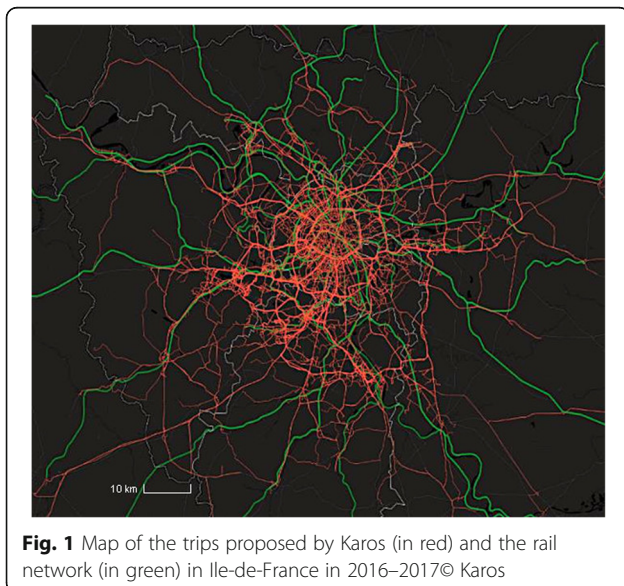 10 km
Fig. 1 Map of the trips proposed by Karos (in red) and the rail
network (in green) in Ile-de-France in 2016–2017© Karos